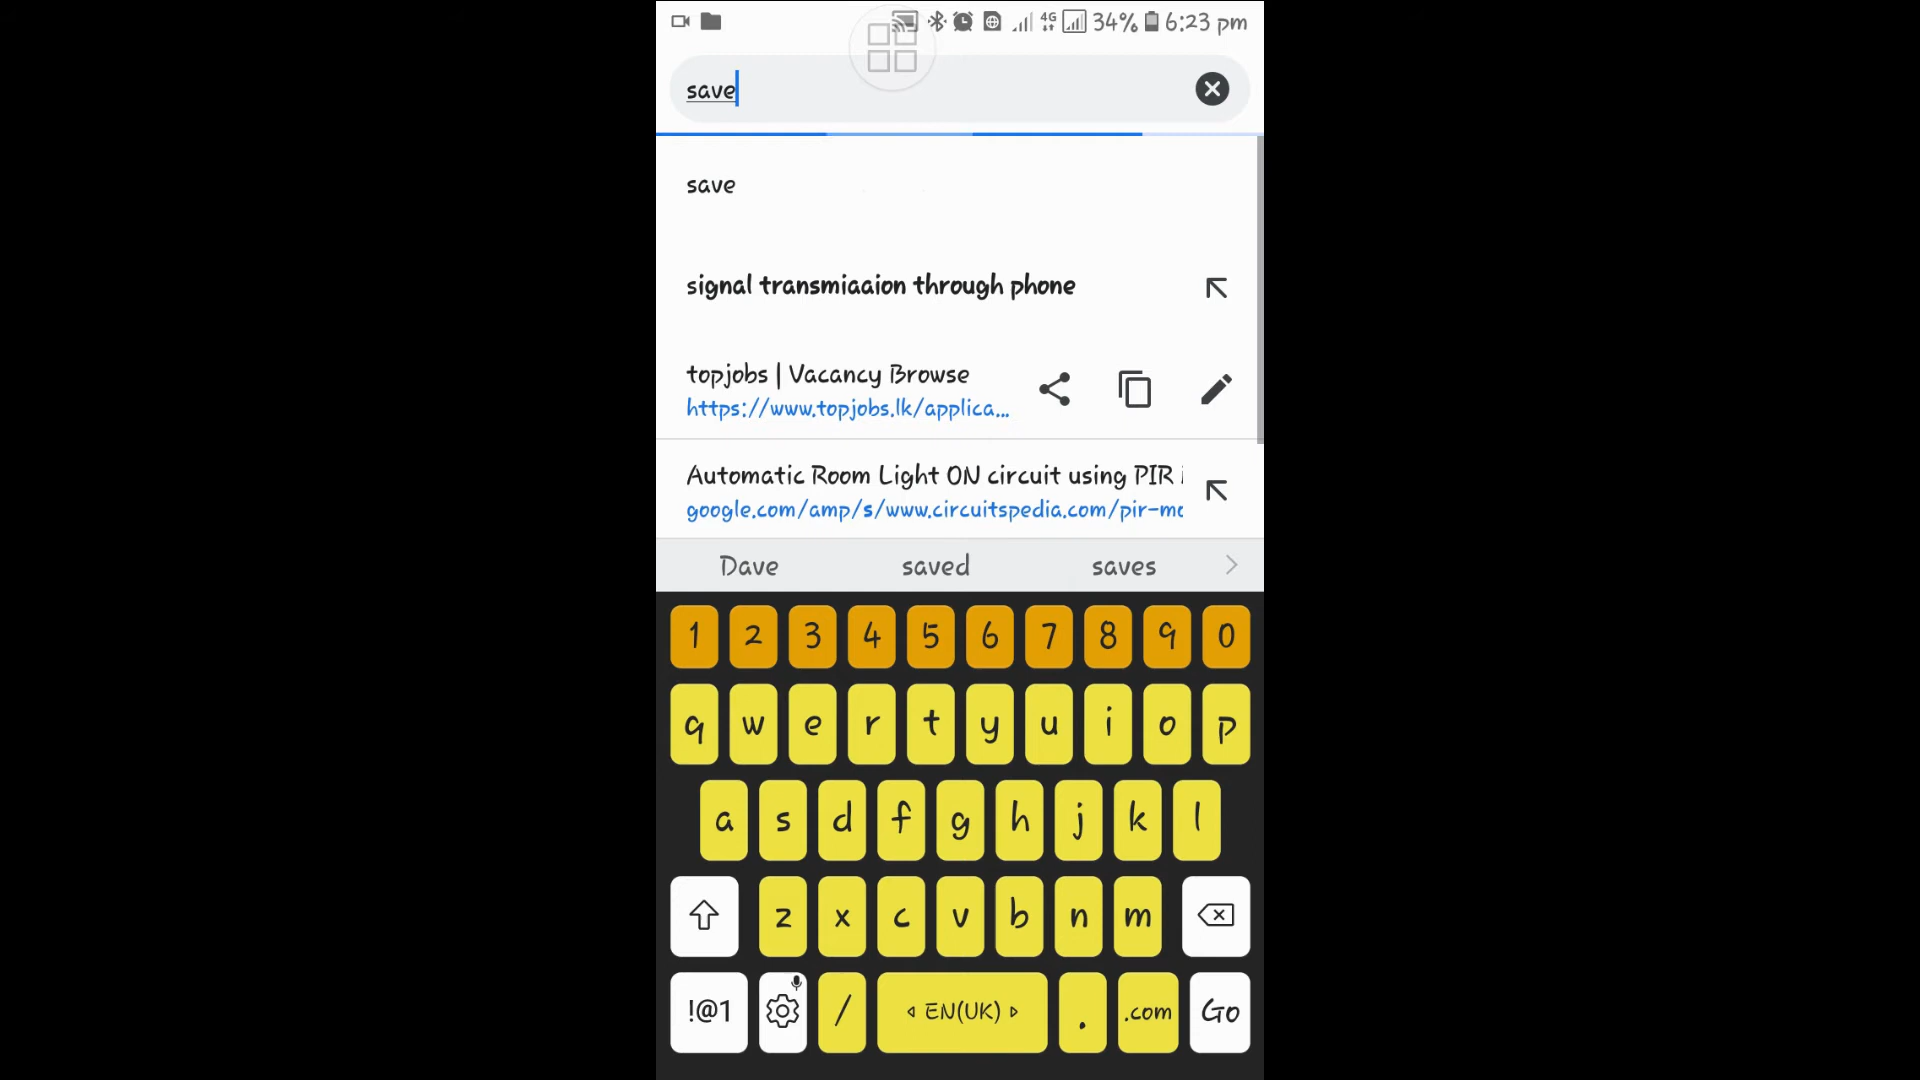 4G 34% 6:23 pm
save
save
signal transmiaaion through phone
topjobs | Vacancy Browse
https://www.topjobs.lk/applica...
Automatic Room Light ON circuit using PIR
google.com/amp/s/www.circuitspedia.com/pir-mo
Dave saved saves
1 2 3 4 5 6 7 8 9 0
q w e r t y u i o p
a s d f g h j k l
z x c v b n m
!@1 / EN(UK) . .com Go